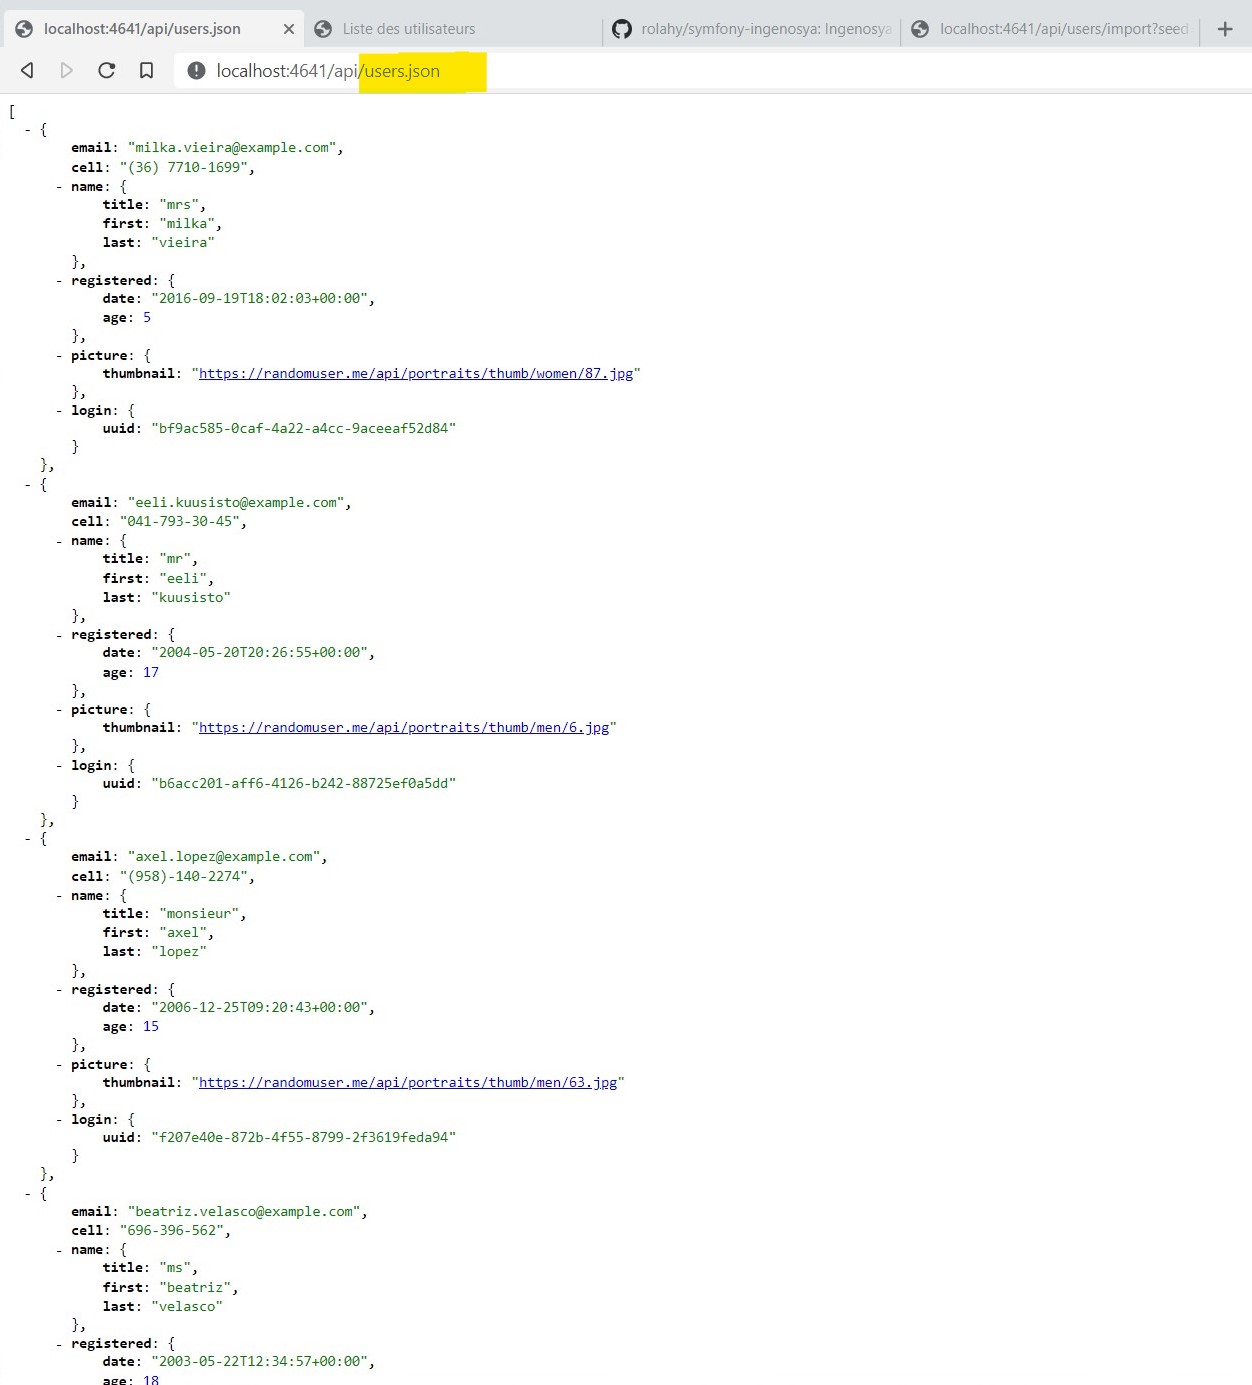 localhost:4641/api/users.json
Liste des utilisateurs
rolahy/symfony-ingenosya: Ingenosya
localhost:4641/api/users/import?seed
localhost:4641/api/users.json
[
- {
email: "milka.vieira@example.com",
cell: "(36) 7710-1699",
- name: {
title: "mrs",
first: "milka",
last: "vieira"
},
- registered: {
date: "2016-09-19T18:02:03+00:00",
age: 5
},
- picture: {
thumbnail: "https://randomuser.me/api/portraits/thumb/women/87.jpg"
},
- login: {
uuid: "bf9ac585-0caf-4a22-a4cc-9aceeaf52d84"
}
},
- {
email: "eeli.kuusisto@example.com",
cell: "041-793-30-45",
- name: {
title: "mr",
first: "eeli",
last: "kuusisto"
},
- registered: {
date: "2004-05-20T20:26:55+00:00",
age: 17
},
- picture: {
thumbnail: "https://randomuser.me/api/portraits/thumb/men/6.jpg"
},
- login: {
uuid: "b6acc201-aff6-4126-b242-88725ef0a5dd"
}
},
- {
email: "axel.lopez@example.com",
cell: "(958)-140-2274",
- name: {
title: "monsieur",
first: "axel",
last: "lopez"
},
- registered: {
date: "2006-12-25T09:20:43+00:00",
age: 15
},
- picture: {
thumbnail: "https://randomuser.me/api/portraits/thumb/men/63.jpg"
},
- login: {
uuid: "f207e40e-872b-4f55-8799-2f3619feda94"
}
},
- {
email: "beatriz.velasco@example.com",
cell: "696-396-562",
- name: {
title: "ms",
first: "beatriz",
last: "velasco"
},
- registered: {
date: "2003-05-22T12:34:57+00:00",
age: 18